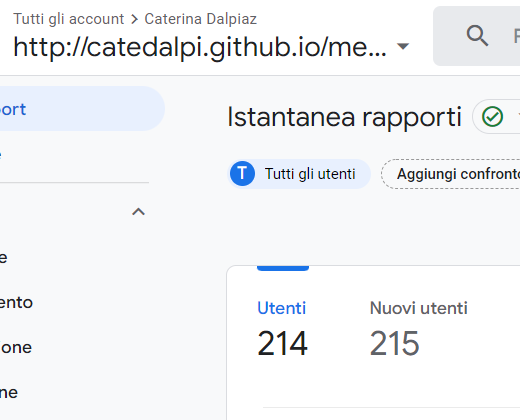 Tutti gli account > Caterina Dalpiaz
http://catedalpi.github.io/me...
ort
Istantanea rapporti
e
T Tutti gli utenti
Aggiungi confronto
e
ento
one
ne
Utenti
Nuovi utenti
214
215